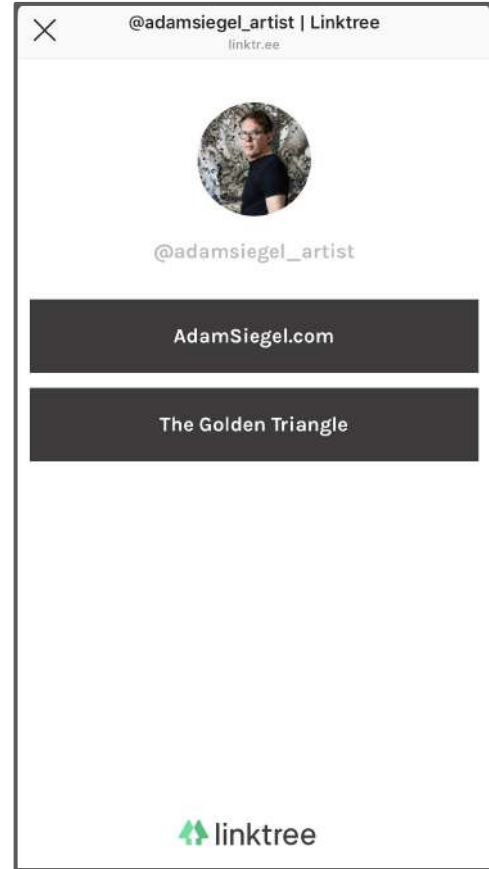 @adamsiegel_artist | Linktree
linktr.ee
@adamsiegel_artist
AdamSiegel.com
The Golden Triangle
linktree